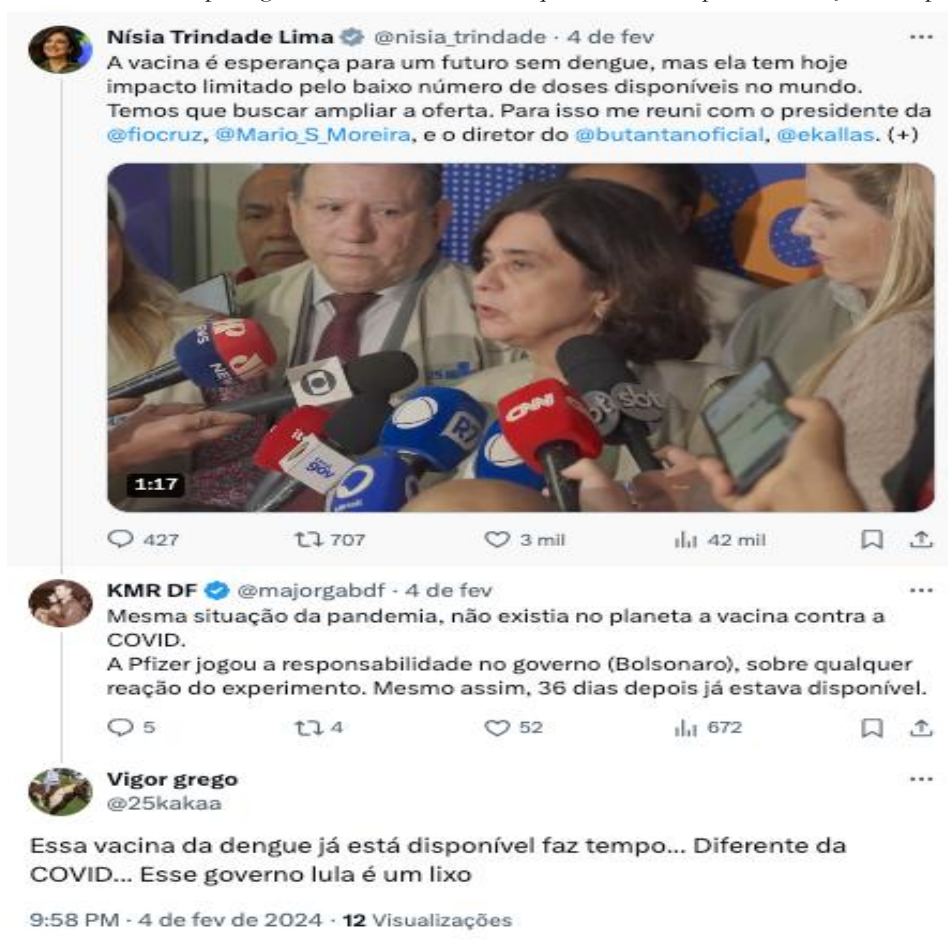 Nísia Trindade Lima @nisia_trindade · 4 de fev
A vacina é esperança para um futuro sem dengue, mas ela tem hoje
impacto limitado pelo baixo número de doses disponíveis no mundo.
Temos que buscar ampliar a oferta. Para isso me reuni com o presidente da
@fiocruz, @Mario_S_Moreira, e o diretor do @butantanoficial, @ekallas. (+)
NEWS
R7
CNN
sbt
gov
1:17
427 707 3 mil 42 mil
KMR DF @majorgabdf · 4 de fev
Mesma situação da pandemia, não existia no planeta a vacina contra a
COVID.
A Pfizer jogou a responsabilidade no governo (Bolsonaro), sobre qualquer
reação do experimento. Mesmo assim, 36 dias depois já estava disponível.
5 4 52 672
Vigor grego
@25kakaa
Essa vacina da dengue já está disponível faz tempo... Diferente da
COVID... Esse governo lula é um lixo
9:58 PM · 4 de fev de 2024 · 12 Visualizações